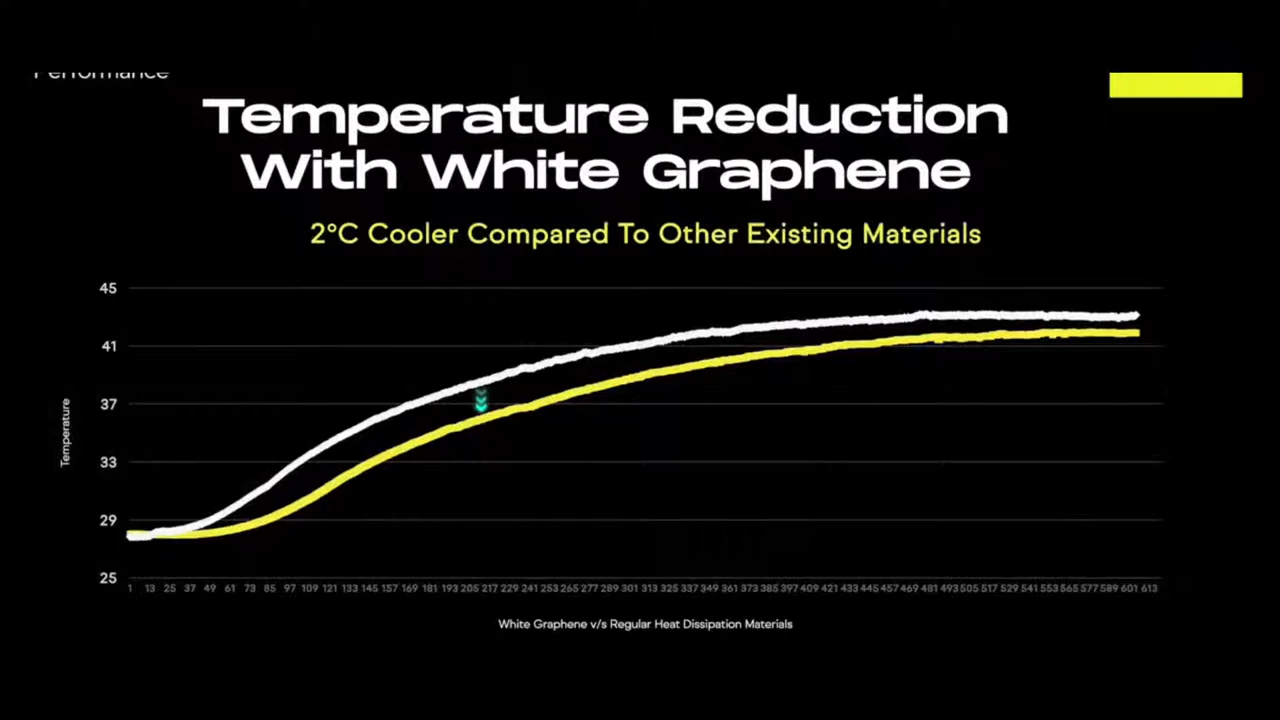 Performance
Temperature Reduction
With White Graphene
2°C Cooler Compared To Other Existing Materials
45
41
37
33
29
25
Temperature
1 13 25 37 49 61 73 85 97 109 121 133 145 157 169 181 193 205 217 229 241 253 265 277 289 301 313 325 337 349 361 373 385 397 409 421 433 445 457 469 481 493 505 517 529 541 553 565 577 589 601 613
White Graphene v/s Regular Heat Dissipation Materials